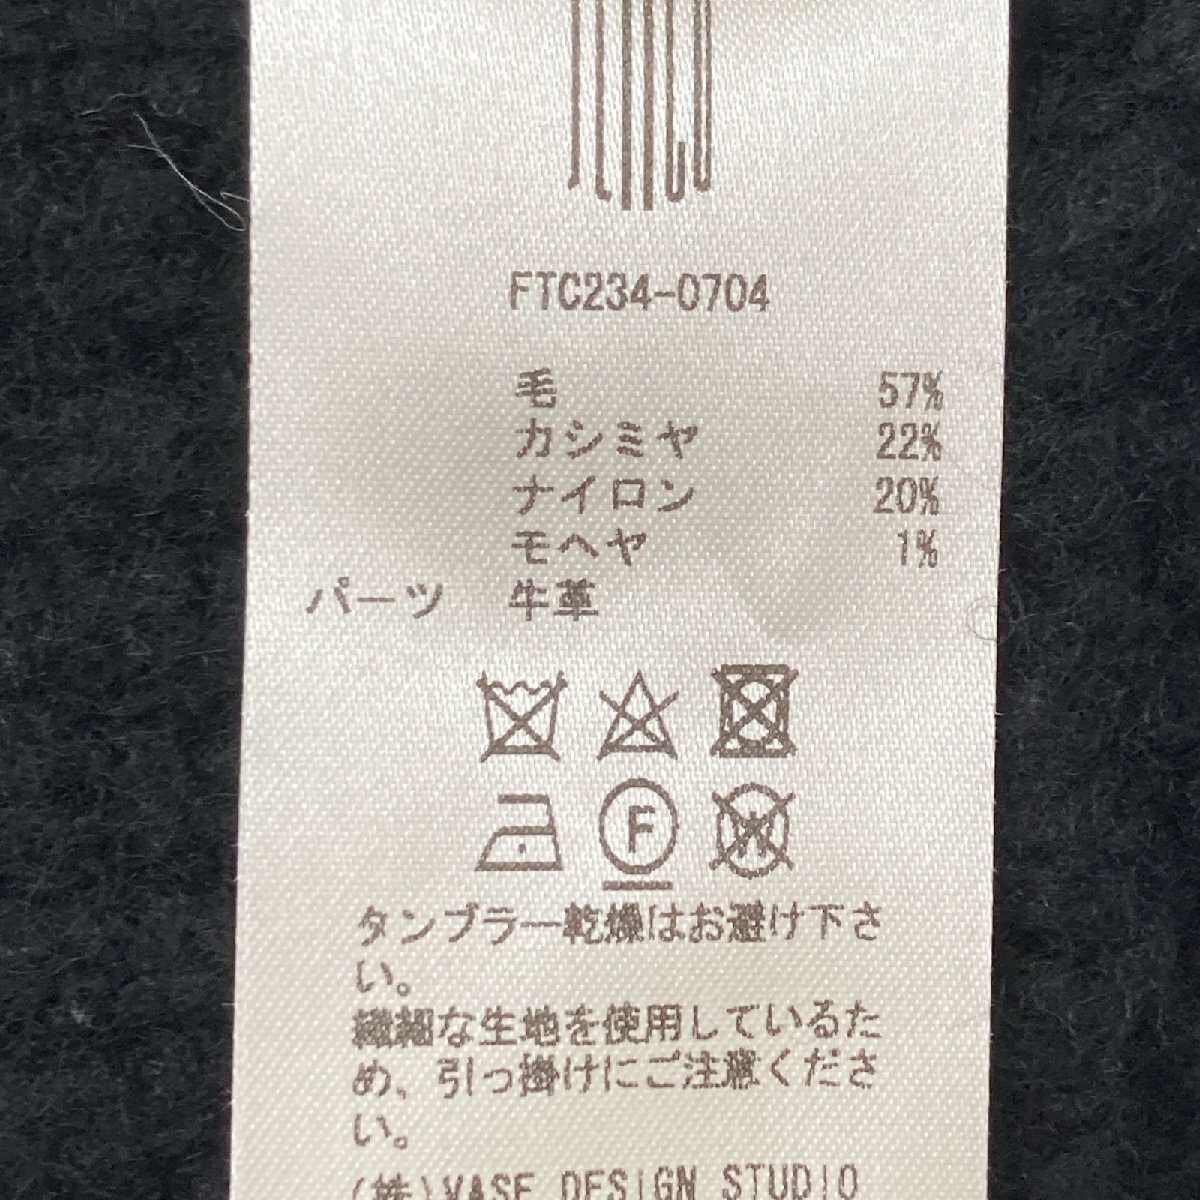 FTC234-0704
毛 57%
カシミヤ 22%
ナイロン 20%
モヘヤ 1%
パーツ 牛革
F
W
タンブラー乾燥はお避け下さ
い。
繊細な生地を使用しているた
め、引っ掛けにご注意くださ
い。
(株)VASE DESIGN STUDIO